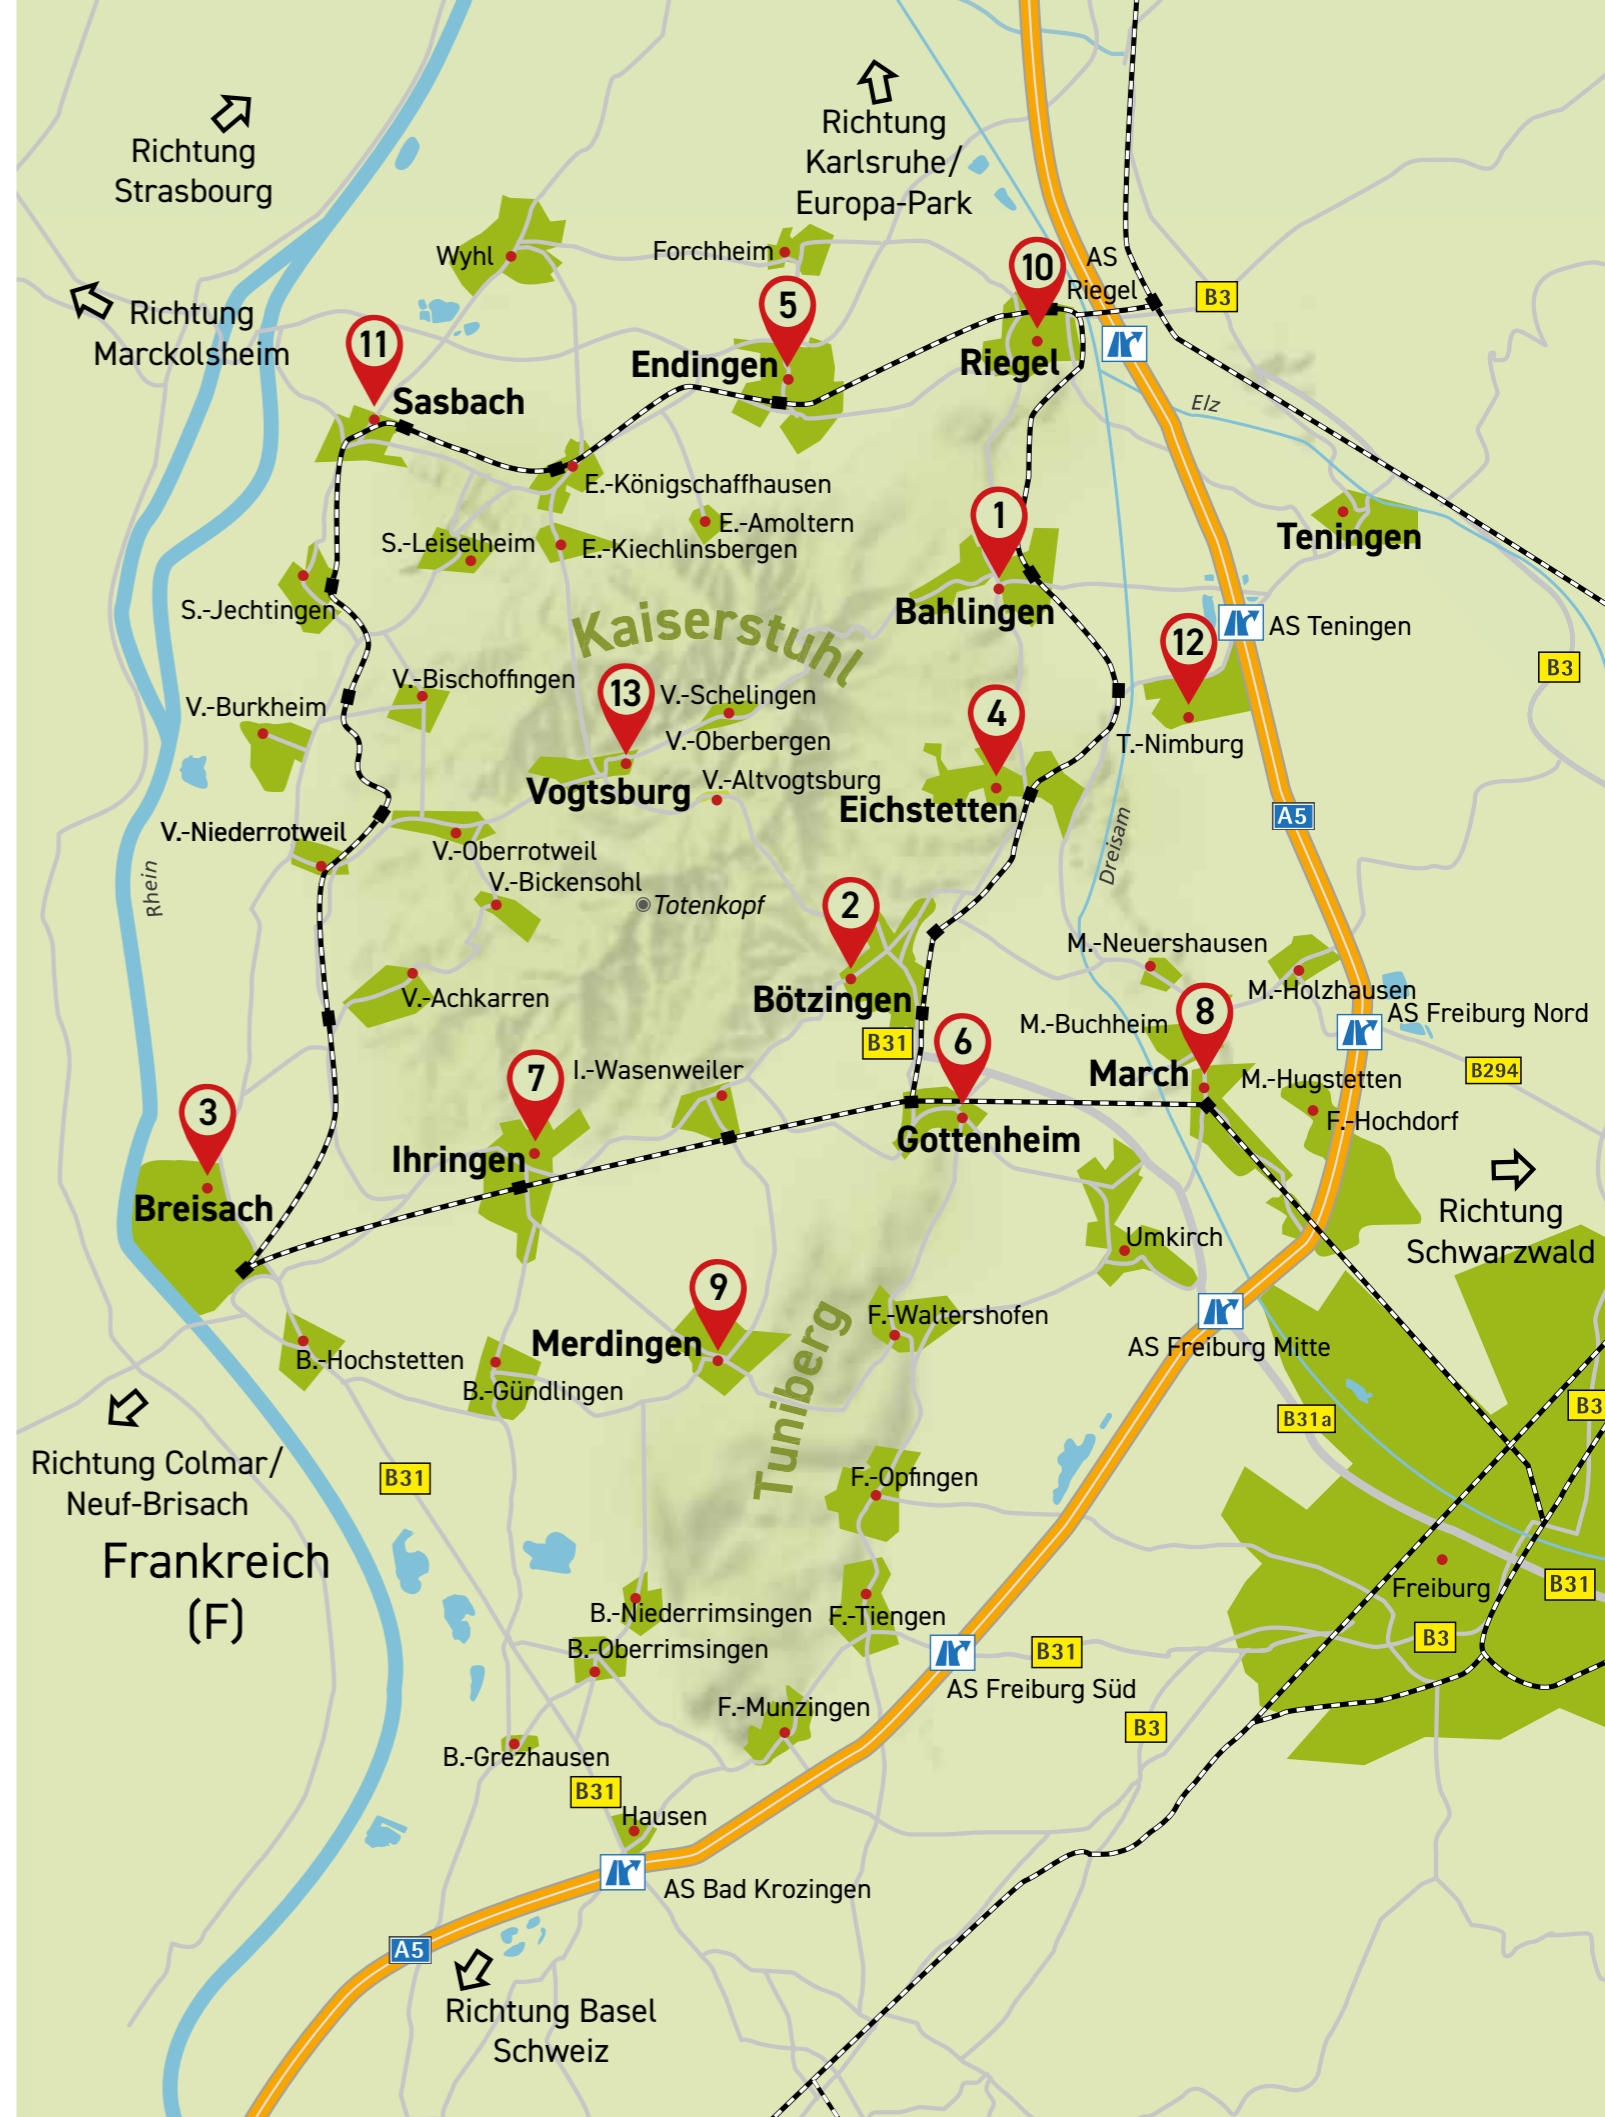 Richtung
Strasbourg
Richtung
Karlsruhe/
Europa-Park
Wyhl
Forchheim
10
AS
Riegel
B3
5
Richtung
Marckolsheim
11
Endingen
Riegel
Sasbach
Elz
E.-Königschaffhausen
1
E.-Amoltern
Teningen
S.-Leiselheim
E.-Kiechlinsbergen
S.-Jechtingen
Bahlingen
Kaiserstuhl
12
AS Teningen
B3
V.-Bischoffingen
13
V.-Schelingen
V.-Burkheim
4
V.-Oberbergen
T.-Nimburg
Vogtsburg
V.-Altvogtsburg
Eichstetten
A5
V.-Niederrotweil
V.-Oberrotweil
Dreisam
Rhein
V.-Bickensohl
Totenkopf
2
M.-Neuershausen
V.-Achkarren
Bötzingen
M.-Holzhausen
8
AS Freiburg Nord
M.-Buchheim
B31
6
7
I.-Wasenweiler
March
M.-Hugstetten
B294
3
F.-Hochdorf
Ihringen
Gottenheim
Breisach
Richtung
Schwarzwald
Umkirch
9
F.-Waltershofen
Merdingen
AS Freiburg Mitte
B.-Hochstetten
B.-Gündlingen
Tuniberg
B3
B31a
Richtung Colmar/
Neuf-Brisach
B31
F.-Opfingen
Frankreich
(F)
Freiburg
B31
B.-Niederrimsingen
F.-Tiengen
B3
B.-Oberrimsingen
B31
AS Freiburg Süd
F.-Munzingen
B3
B.-Grezhausen
B31
Hausen
AS Bad Krozingen
A5
Richtung Basel
Schweiz